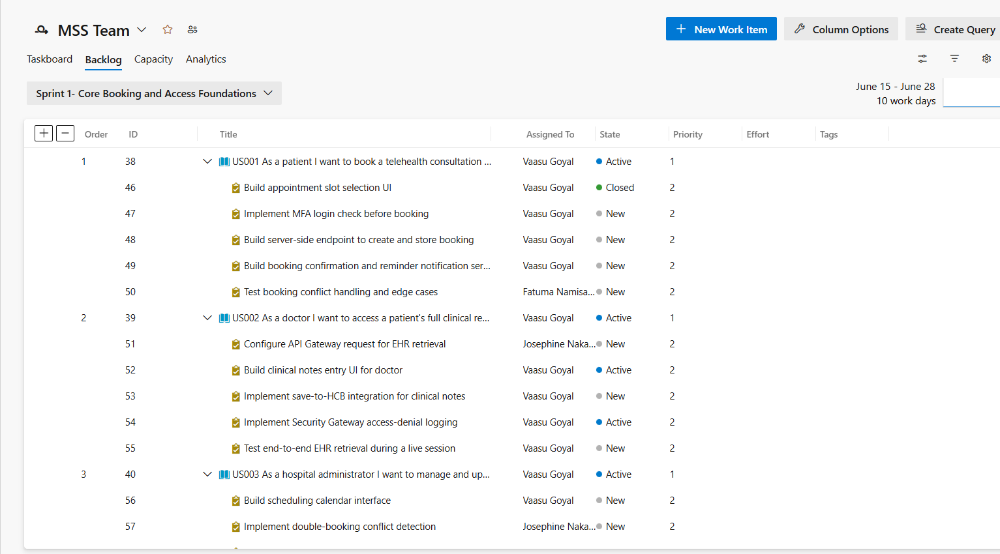 MSS Team
New Work Item
Column Options
Create Query
Taskboard Backlog Capacity Analytics
Sprint 1- Core Booking and Access Foundations
June 15 - June 28
10 work days
Order ID Title Assigned To State Priority Effort Tags
1 38 US001 As a patient I want to book a telehealth consultation ... Vaasu Goyal Active 1
46 Build appointment slot selection UI Vaasu Goyal Closed 2
47 Implement MFA login check before booking Vaasu Goyal New 2
48 Build server-side endpoint to create and store booking Vaasu Goyal New 2
49 Build booking confirmation and reminder notification ser... Vaasu Goyal New 2
50 Test booking conflict handling and edge cases Fatuma Namisa... New 2
2 39 US002 As a doctor I want to access a patient's full clinical re... Vaasu Goyal Active 1
51 Configure API Gateway request for EHR retrieval Josephine Naka... New 2
52 Build clinical notes entry UI for doctor Vaasu Goyal Active 2
53 Implement save-to-HCB integration for clinical notes Vaasu Goyal New 2
54 Implement Security Gateway access-denial logging Vaasu Goyal Active 2
55 Test end-to-end EHR retrieval during a live session Vaasu Goyal New 2
3 40 US003 As a hospital administrator I want to manage and up... Vaasu Goyal Active 1
56 Build scheduling calendar interface Vaasu Goyal New 2
57 Implement double-booking conflict detection Josephine Naka... New 2